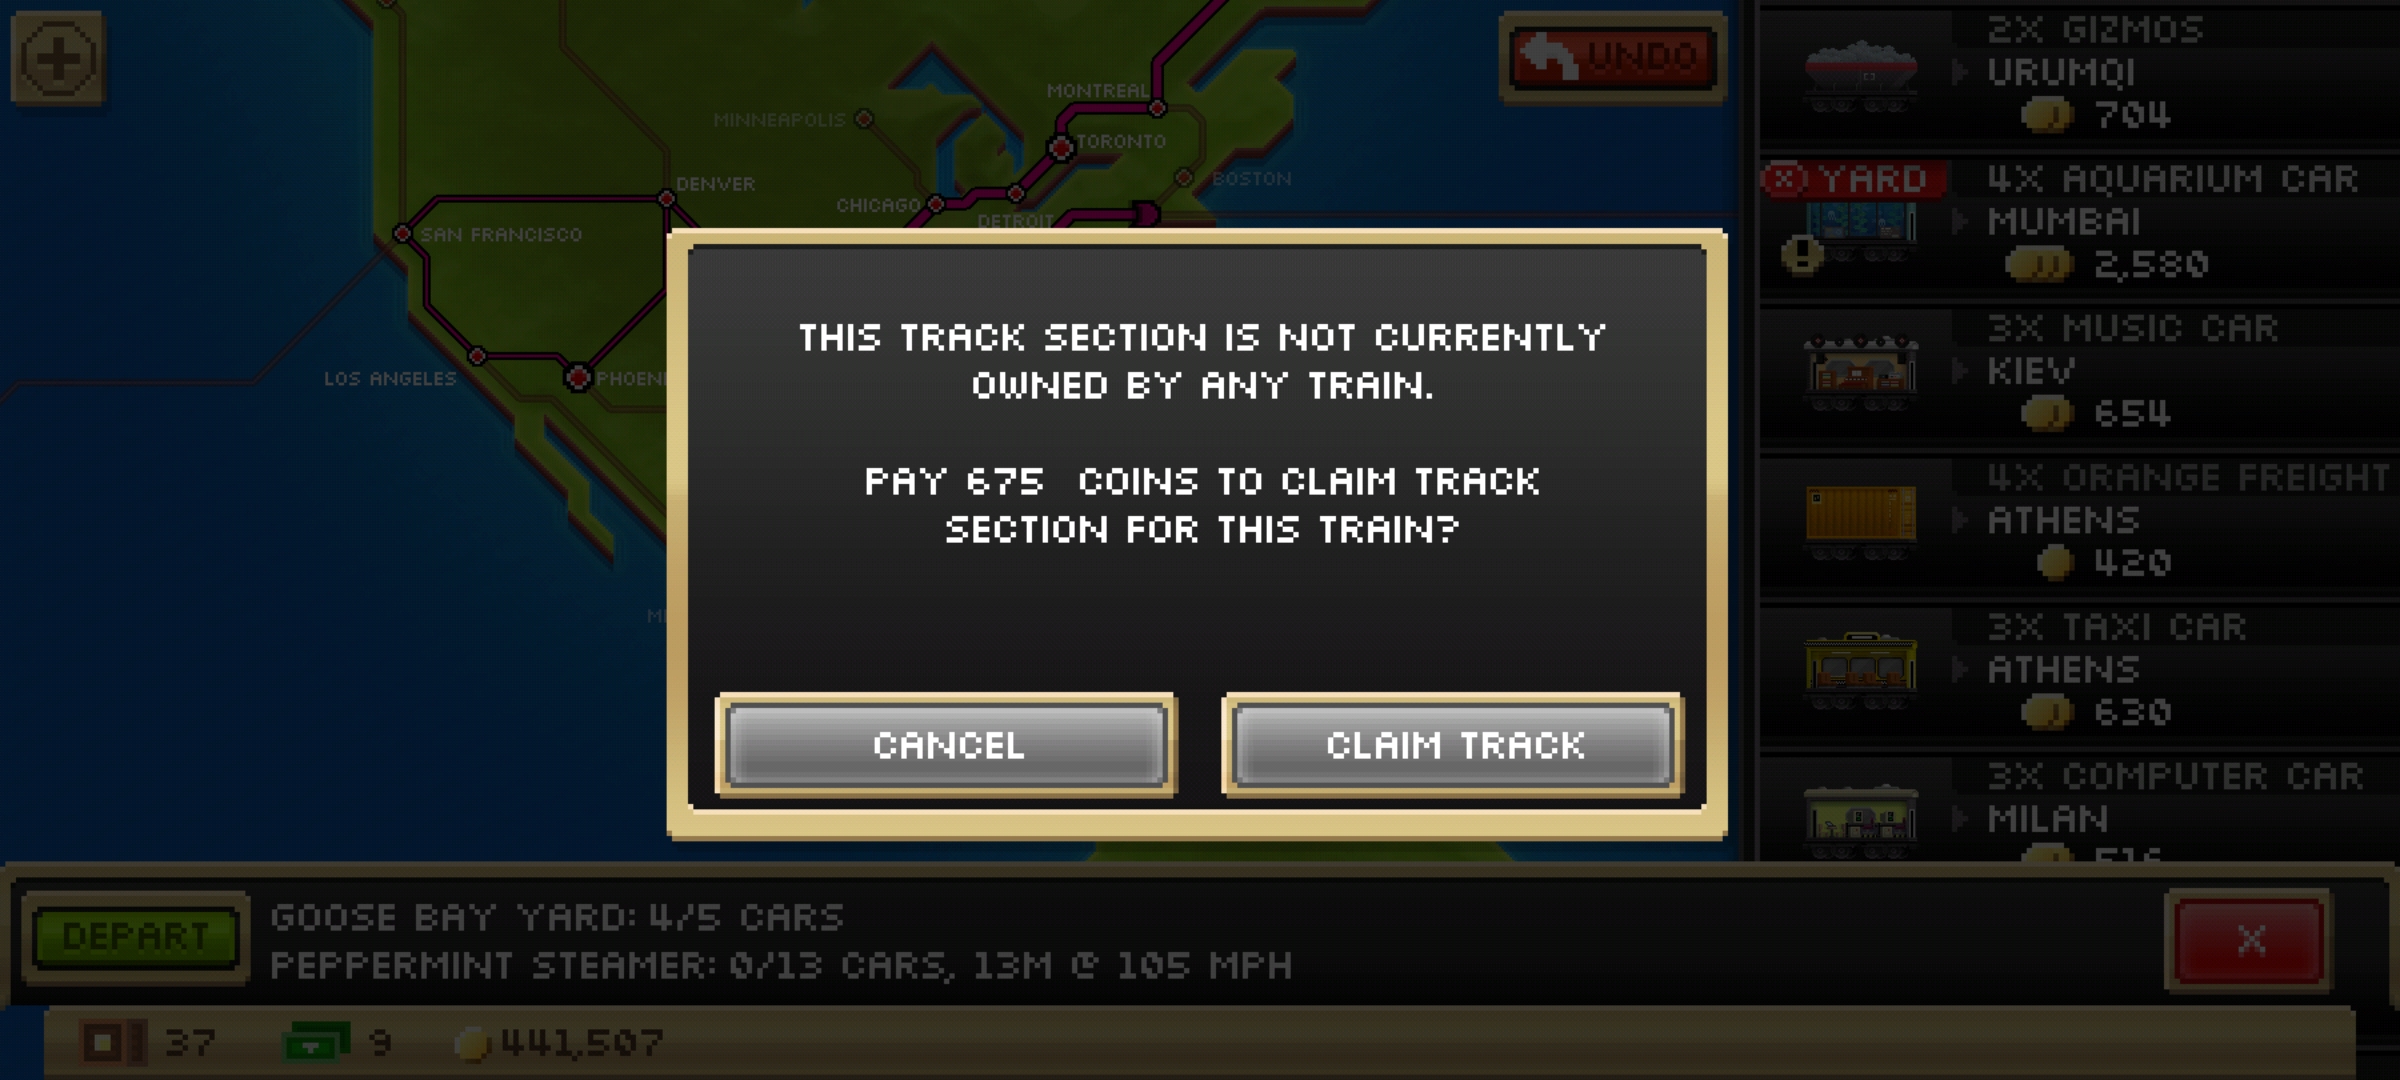 UNDO
MONTREAL
MINNEAPOLIS
TORONTO
DENVER
BOSTON
CHICAGO
DETROIT
SAN FRANCISCO
LOS ANGELES
PHOEN
THIS TRACK SECTION IS NOT CURRENTLY
OWNED BY ANY TRAIN.
PAY 675 COINS TO CLAIM TRACK
SECTION FOR THIS TRAIN?
CANCEL
CLAIM TRACK
2X GIZMOS
URUMQI
704
YARD
4X AQUARIUM CAR
MUMBAI
2,580
3X MUSIC CAR
KIEV
654
4X ORANGE FREIGHT
ATHENS
420
3X TAXI CAR
ATHENS
630
3X COMPUTER CAR
MILAN
DEPART
GOOSE BAY YARD: 4/5 CARS
PEPPERMINT STEAMER: 0/13 CARS, 13M @ 105 MPH
X
37
9
441,507